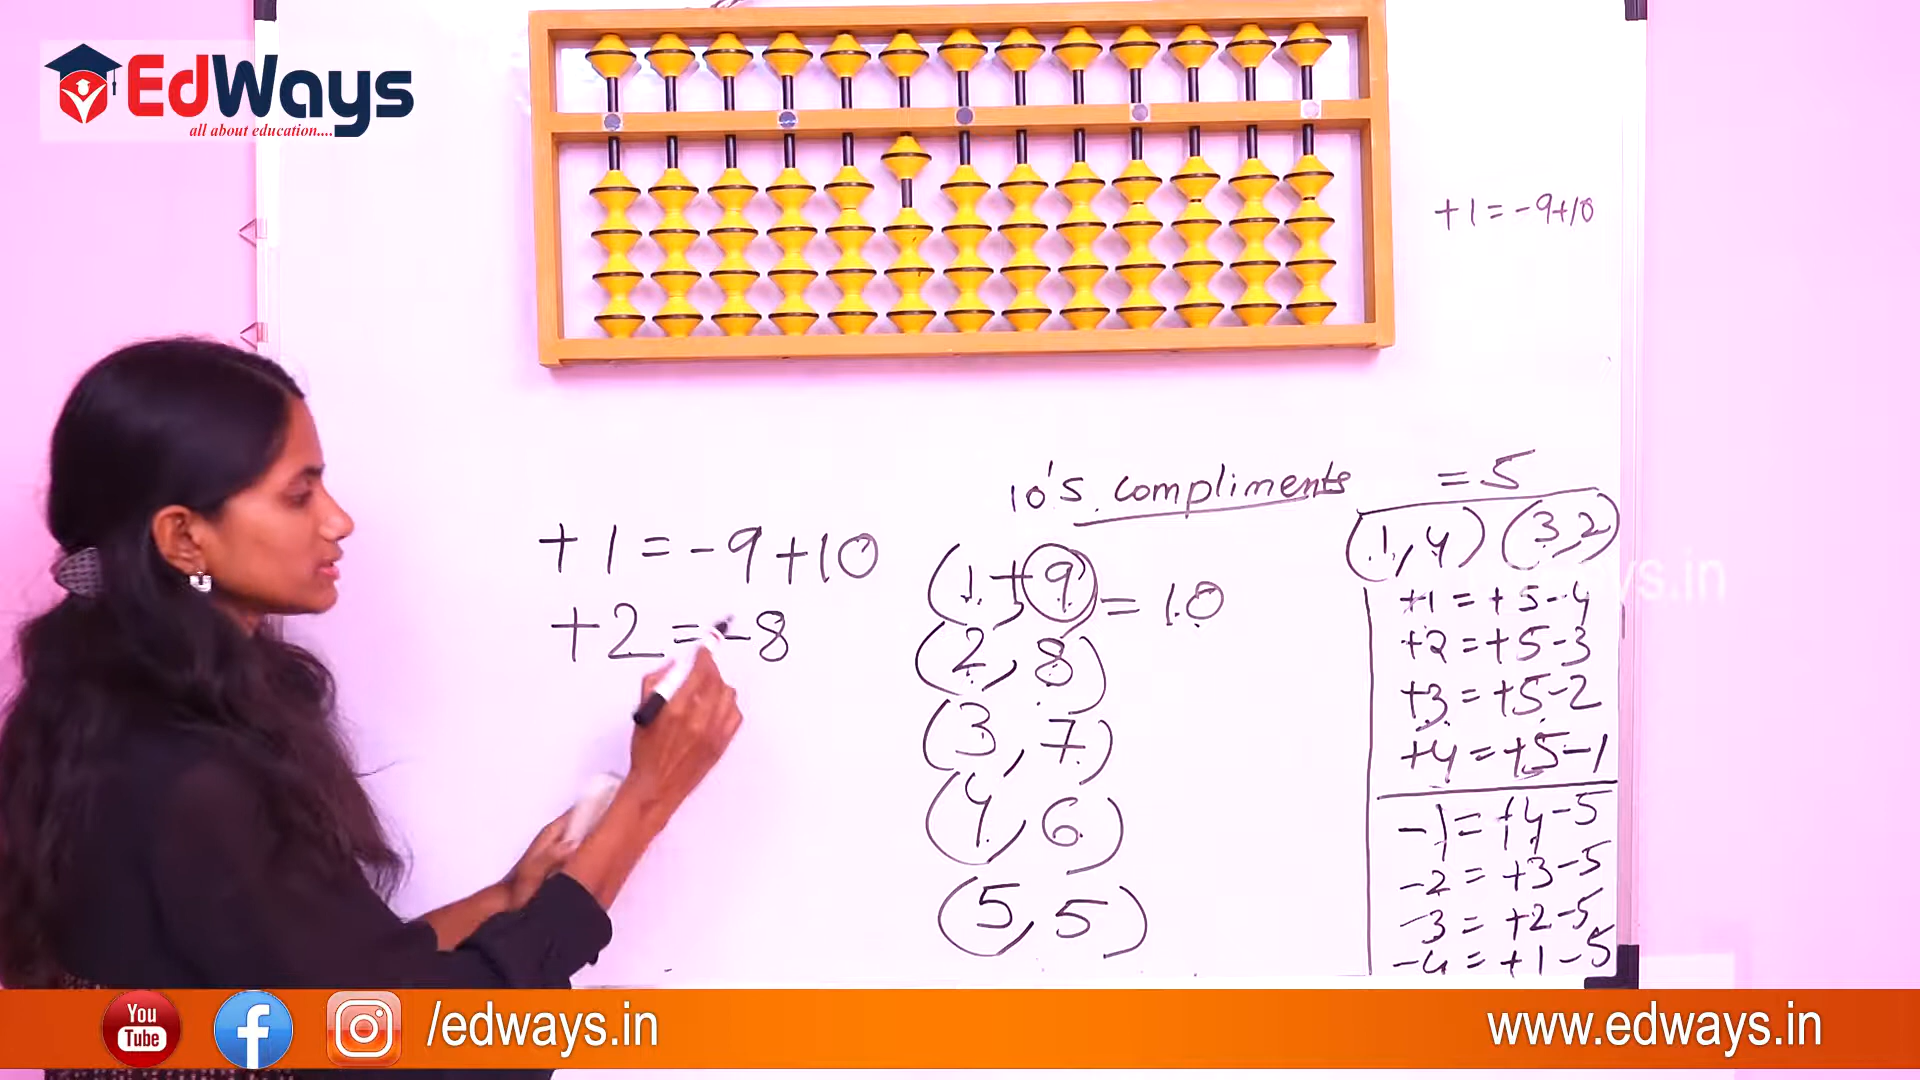 EdWays
all about education....
+1=-9+10
10's compliments
=5
+1=-9+10
+2=-8
(1+9)=10
(2,8)
(3,7)
(4,6)
(5,5)
(1,4) (3,2)
+1=+5-4
+2=+5-3
+3=+5-2
+4=+5-1
-1=+4-5
-2=+3-5
-3=+2-5
-4=+1-5
You
Tube
/edways.in
www.edways.in